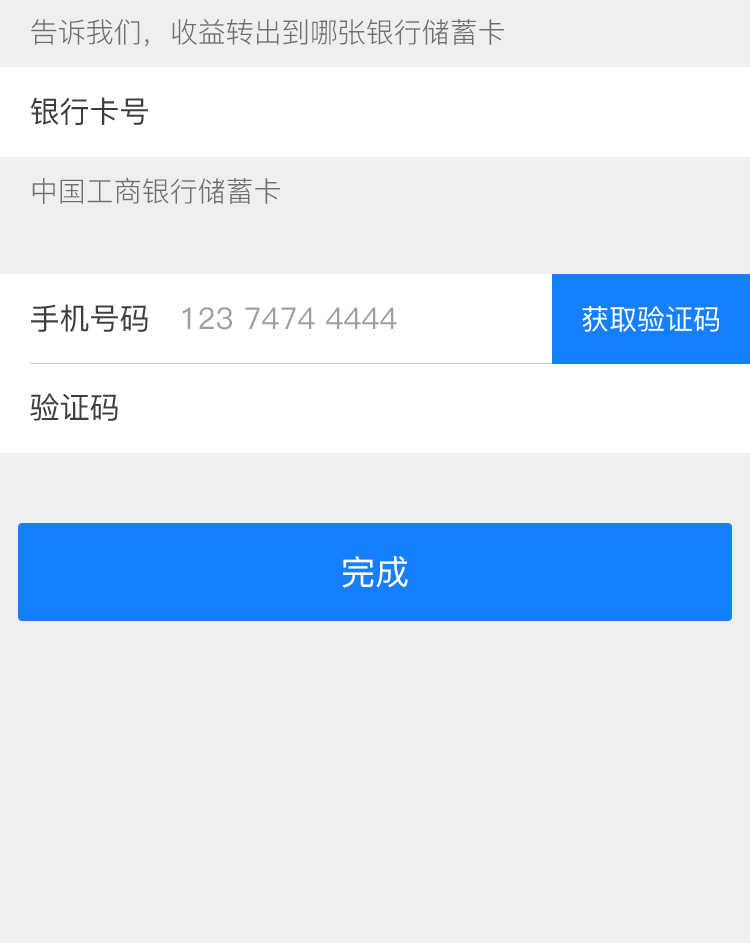 告诉我们，收益转出到哪张银行储蓄卡
银行卡号
中国工商银行储蓄卡
手机号码 123 7474 4444 获取验证码
验证码
完成